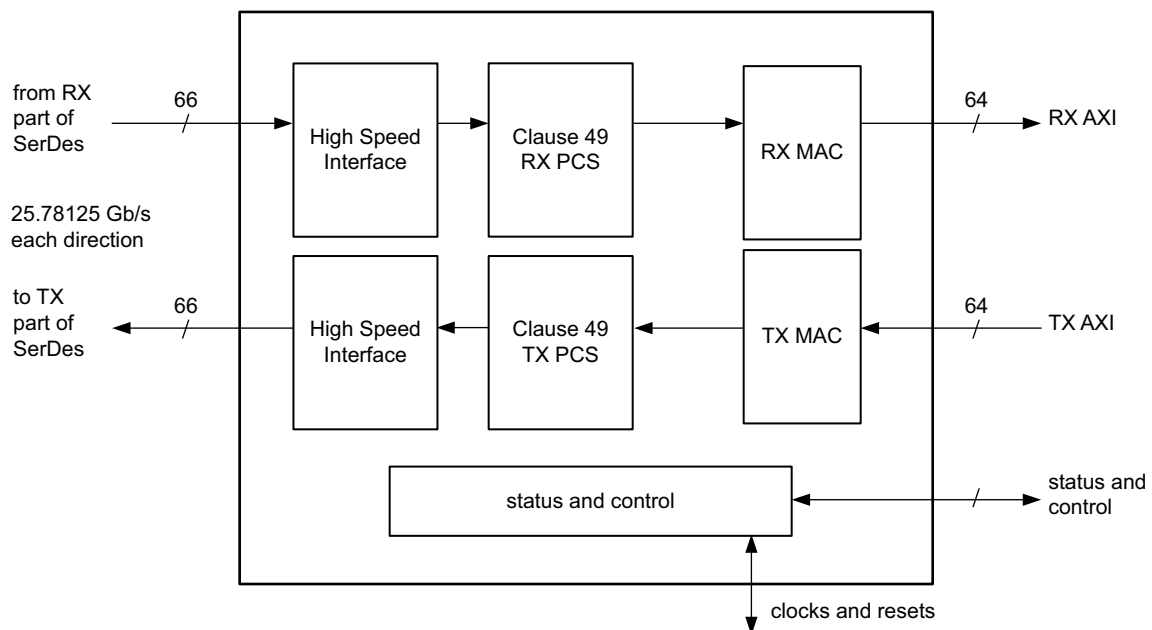 from RX
part of
SerDes
66
High Speed
Interface
Clause 49
RX PCS
RX MAC
64
RX AXI
25.78125 Gb/s
each direction
to TX
part of
SerDes
66
High Speed
Interface
Clause 49
TX PCS
TX MAC
64
TX AXI
status and control
status and
control
clocks and resets